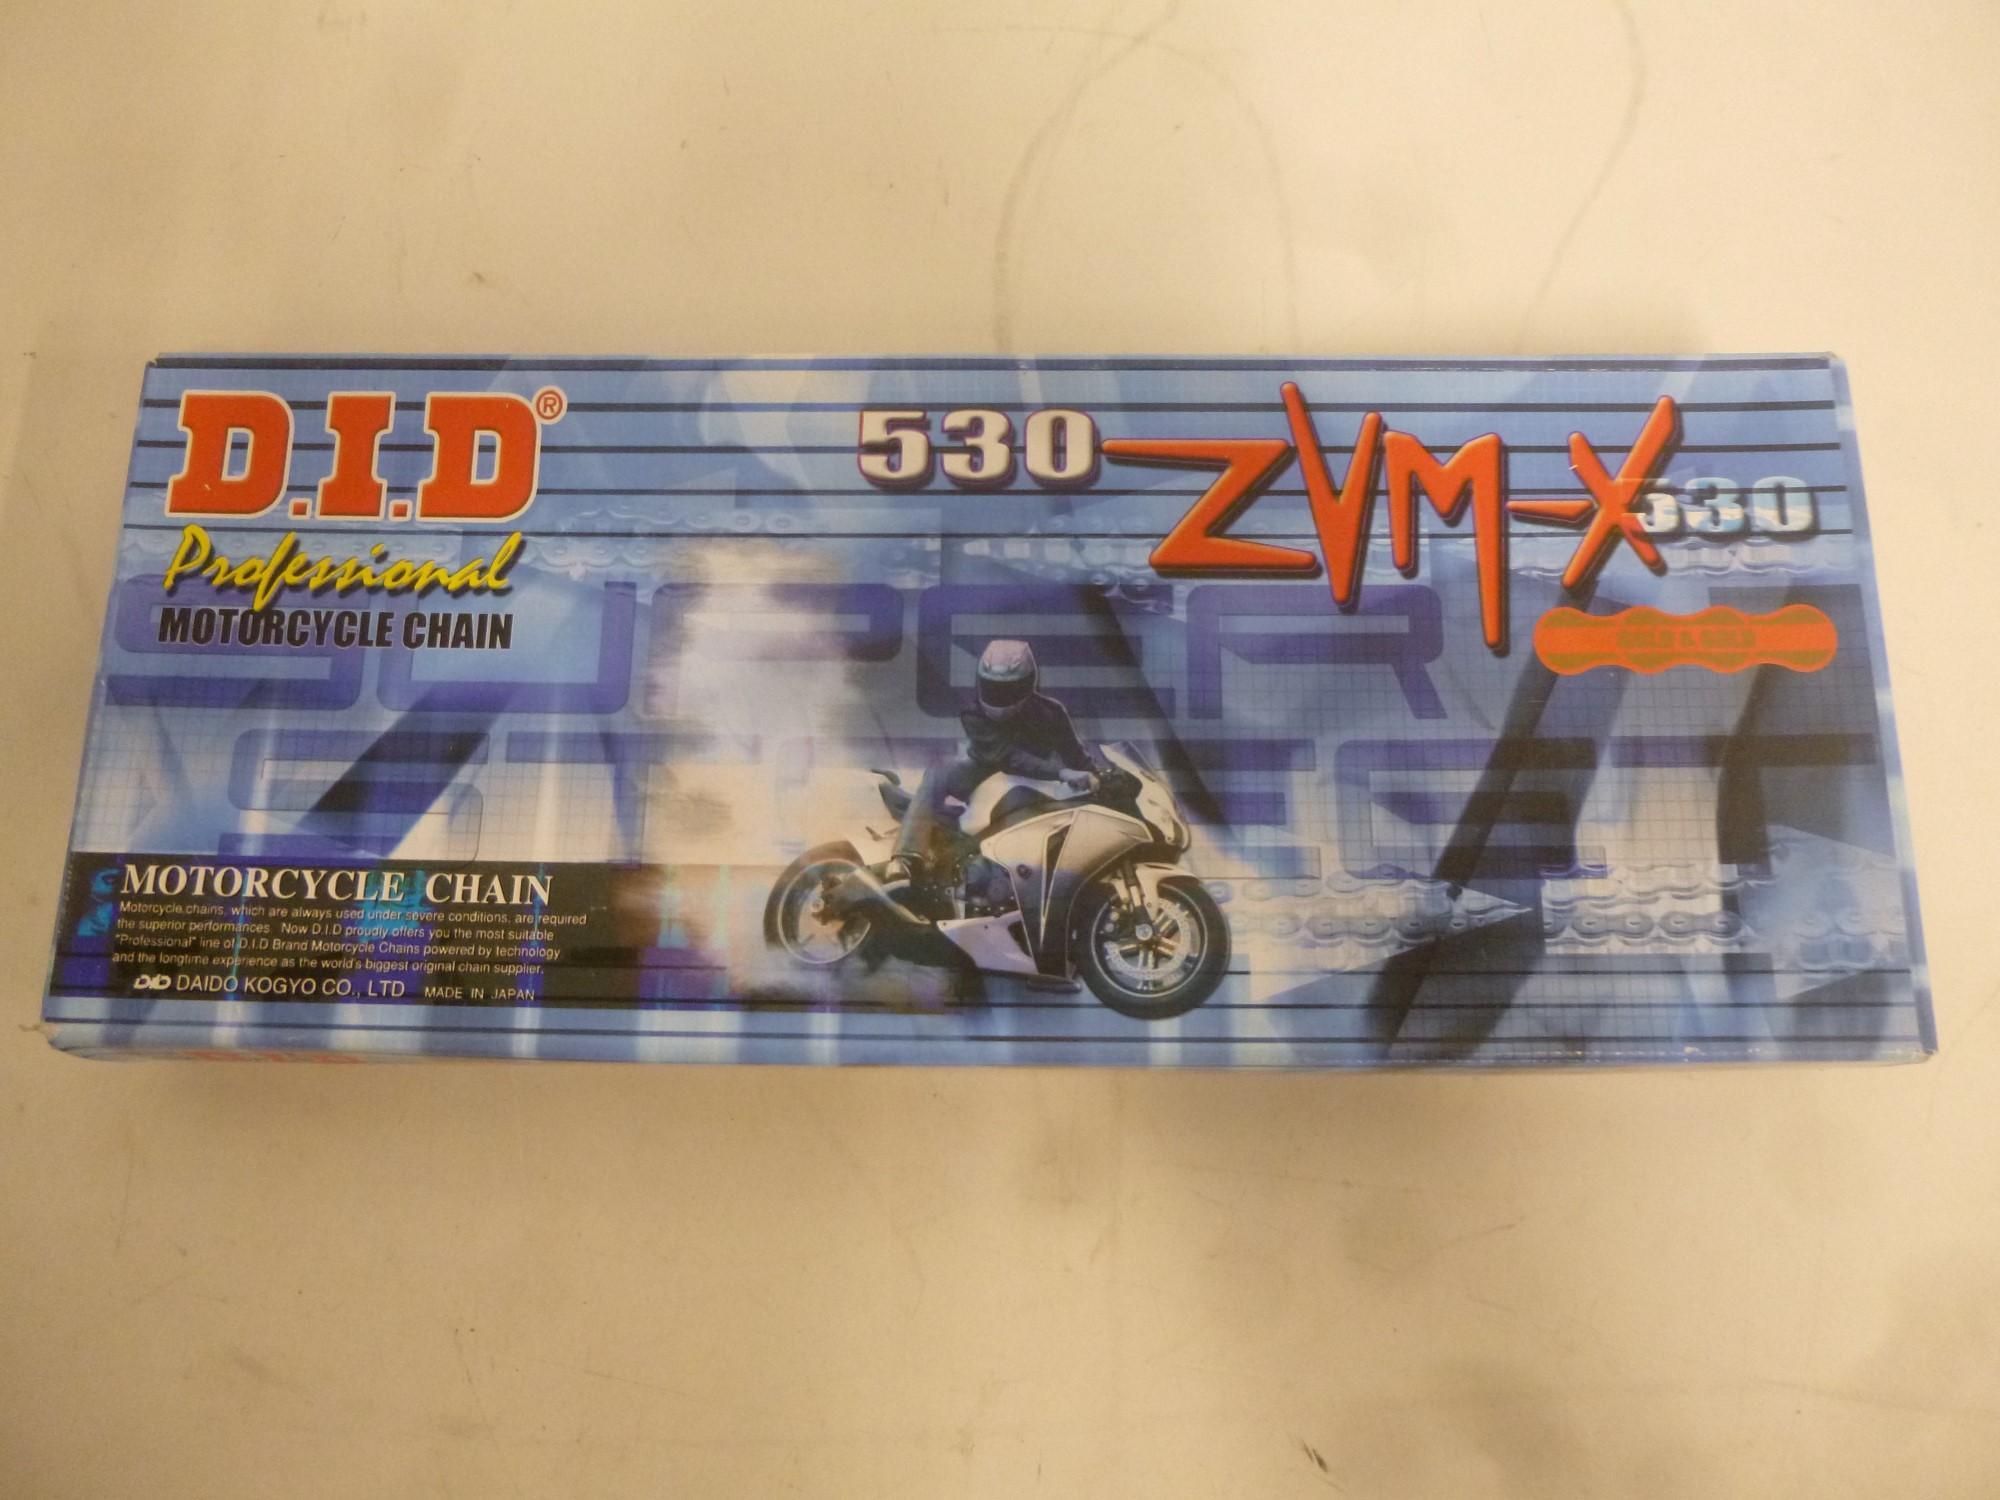 D.I.D®
Professional
MOTORCYCLE CHAIN
530 ZVM-X
530
GOLD & GOLD
SUPER
STREET
MOTORCYCLE CHAIN
Motorcycle chains, which are always used under severe conditions, are required
the superior performances. Now D.I.D proudly offers you the most suitable
"Professional" line of D.I.D Brand Motorcycle Chains powered by technology
and the longtime experience as the world's biggest original chain supplier.
DID DAIDO KOGYO CO., LTD MADE IN JAPAN
D.I.D